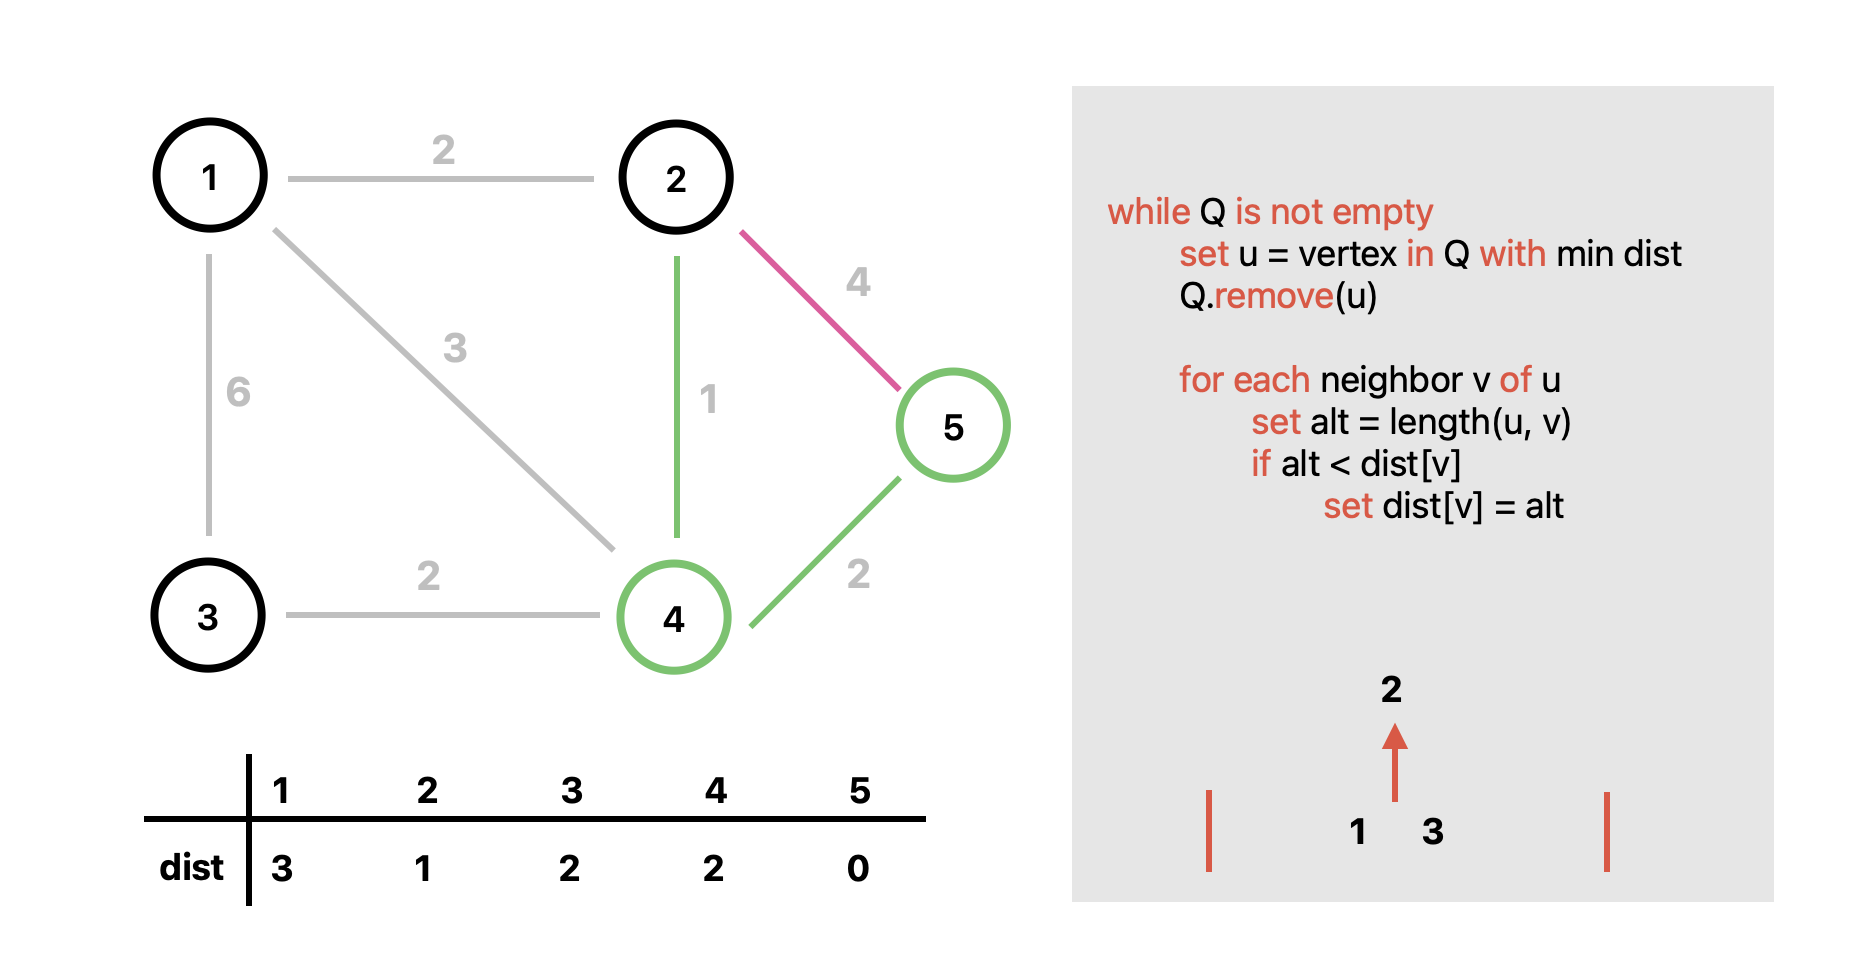 1
2
2
4
3
6
1
5
2
2
3
4
1 2 3 4 5
dist 3 1 2 2 0
while Q is not empty
set u = vertex in Q with min dist
Q.remove(u)
for each neighbor v of u
set alt = length(u, v)
if alt < dist[v]
set dist[v] = alt
2
1 3